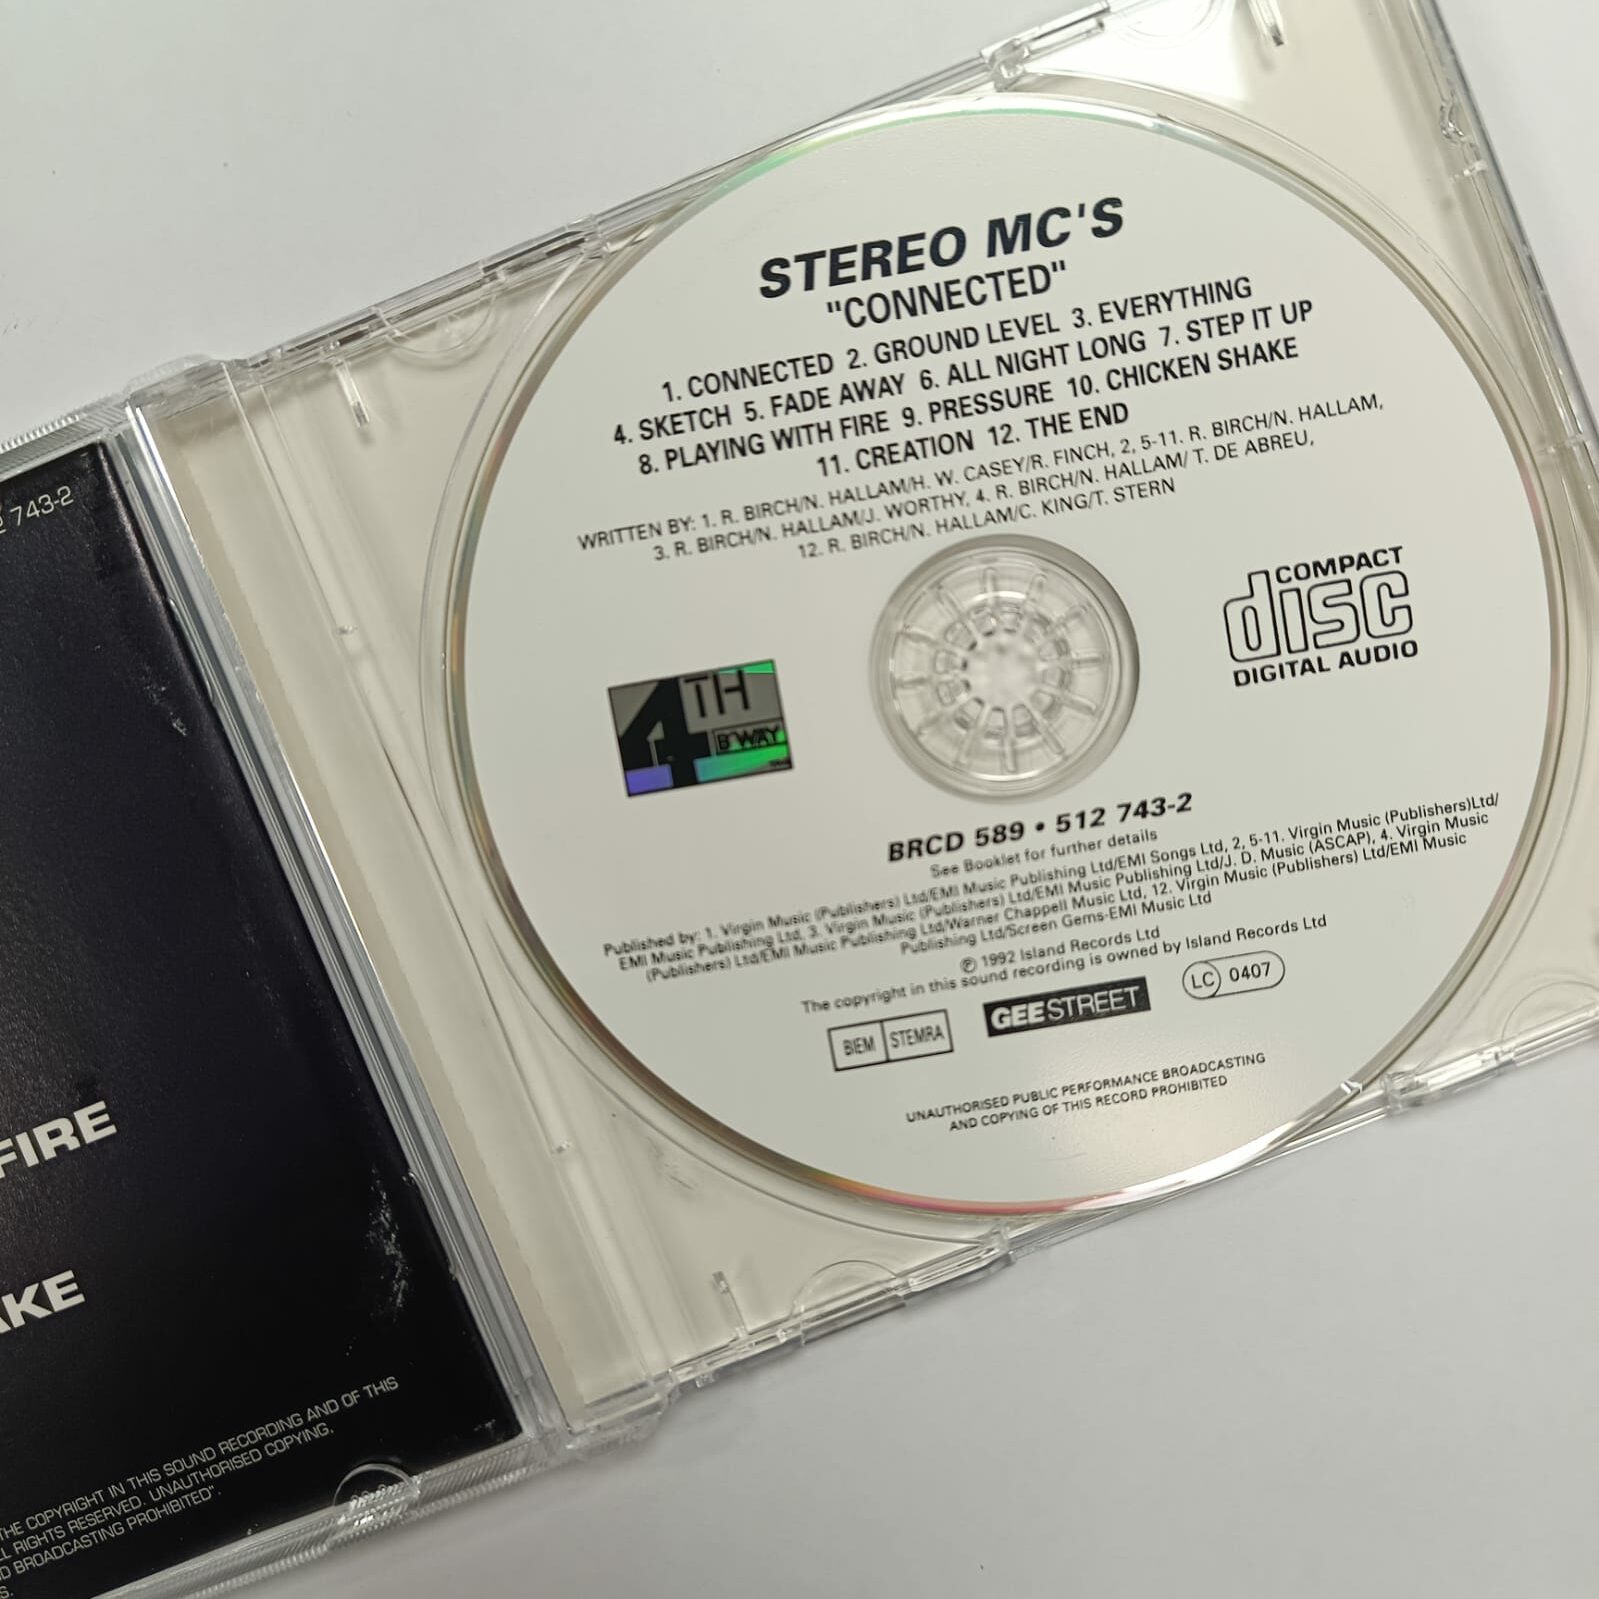 743-2
FIRE
AKE
THE COPYRIGHT IN THIS SOUND RECORDING AND OF THIS
RIGHTS RESERVED. UNAUTHORISED COPYING,
BROADCASTING PROHIBITED".
STEREO MC'S
"CONNECTED"
1. CONNECTED 2. GROUND LEVEL 3. EVERYTHING
4. SKETCH 5. FADE AWAY 6. ALL NIGHT LONG 7. STEP IT UP
8. PLAYING WITH FIRE 9. PRESSURE 10. CHICKEN SHAKE
11. CREATION 12. THE END
WRITTEN BY: 1. R. BIRCH/N. HALLAM/H. W. CASEY/R. FINCH, 2, 5-11. R. BIRCH/N. HALLAM,
3. R. BIRCH/N. HALLAM/J. WORTHY, 4. R. BIRCH/N. HALLAM/ T. DE ABREU,
12. R. BIRCH/N. HALLAM/C. KING/T. STERN
4TH
B'WAY
COMPACT
disc
DIGITAL AUDIO
BRCD 589 • 512 743-2
See Booklet for further details
Published by: 1. Virgin Music (Publishers) Ltd/EMI Music Publishing Ltd/EMI Songs Ltd, 2, 5-11. Virgin Music (Publishers)Ltd/
EMI Music Publishing Ltd, 3. Virgin Music (Publishers) Ltd/EMI Music Publishing Ltd/J. D. Music (ASCAP), 4. Virgin Music
(Publishers) Ltd/EMI Music Publishing Ltd/Warner Chappell Music Ltd, 12. Virgin Music (Publishers) Ltd/EMI Music
Publishing Ltd/Screen Gems-EMI Music Ltd
℗ 1992 Island Records Ltd
The copyright in this sound recording is owned by Island Records Ltd
BIEM STEMRA
GEESTREET
LC 0407
UNAUTHORISED PUBLIC PERFORMANCE BROADCASTING
AND COPYING OF THIS RECORD PROHIBITED